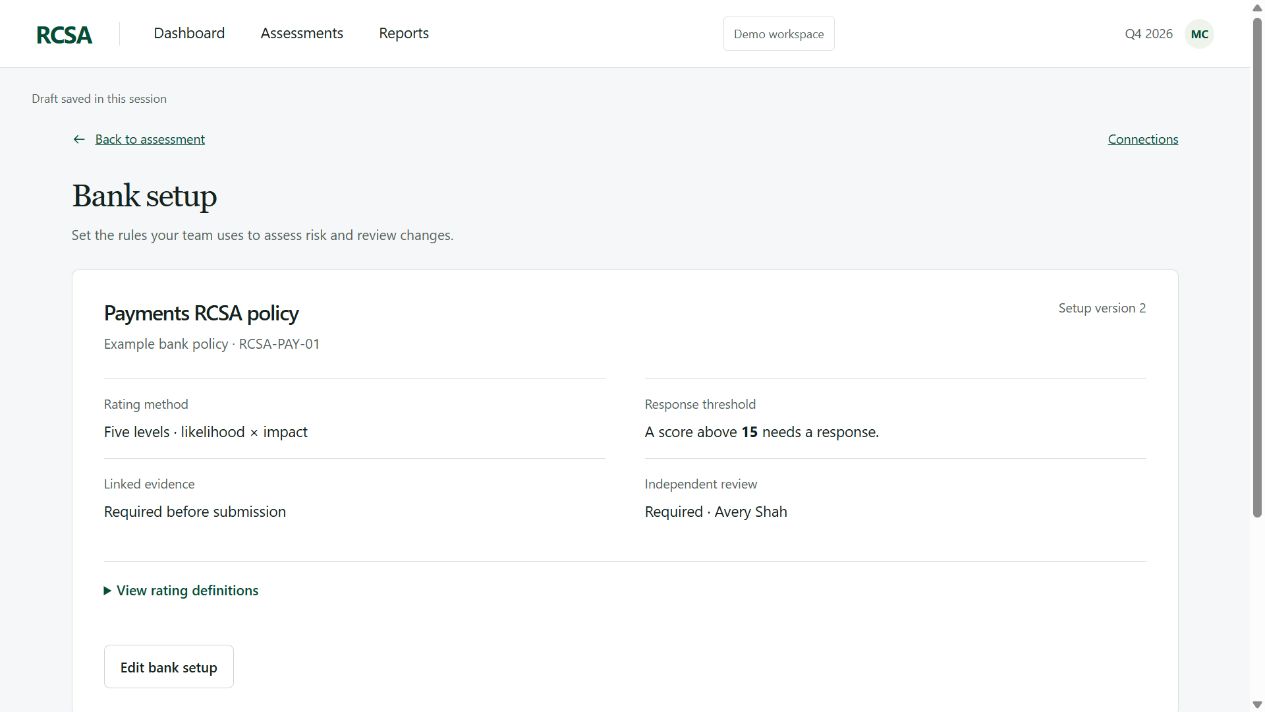 RCSA
Dashboard
Assessments
Reports
Demo workspace
Q4 2026
MC
Draft saved in this session
← Back to assessment
Connections
Bank setup
Set the rules your team uses to assess risk and review changes.
Payments RCSA policy
Setup version 2
Example bank policy · RCSA-PAY-01
Rating method
Five levels · likelihood × impact
Response threshold
A score above 15 needs a response.
Linked evidence
Required before submission
Independent review
Required · Avery Shah
View rating definitions
Edit bank setup